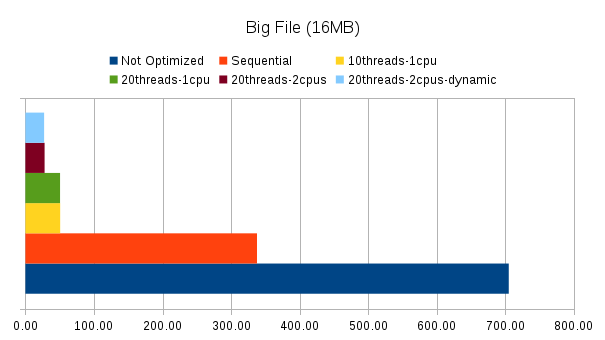 Big File (16MB)
Not Optimized Sequential 10threads-1cpu
20threads-1cpu 20threads-2cpus 20threads-2cpus-dynamic
0.00 100.00 200.00 300.00 400.00 500.00 600.00 700.00 800.00